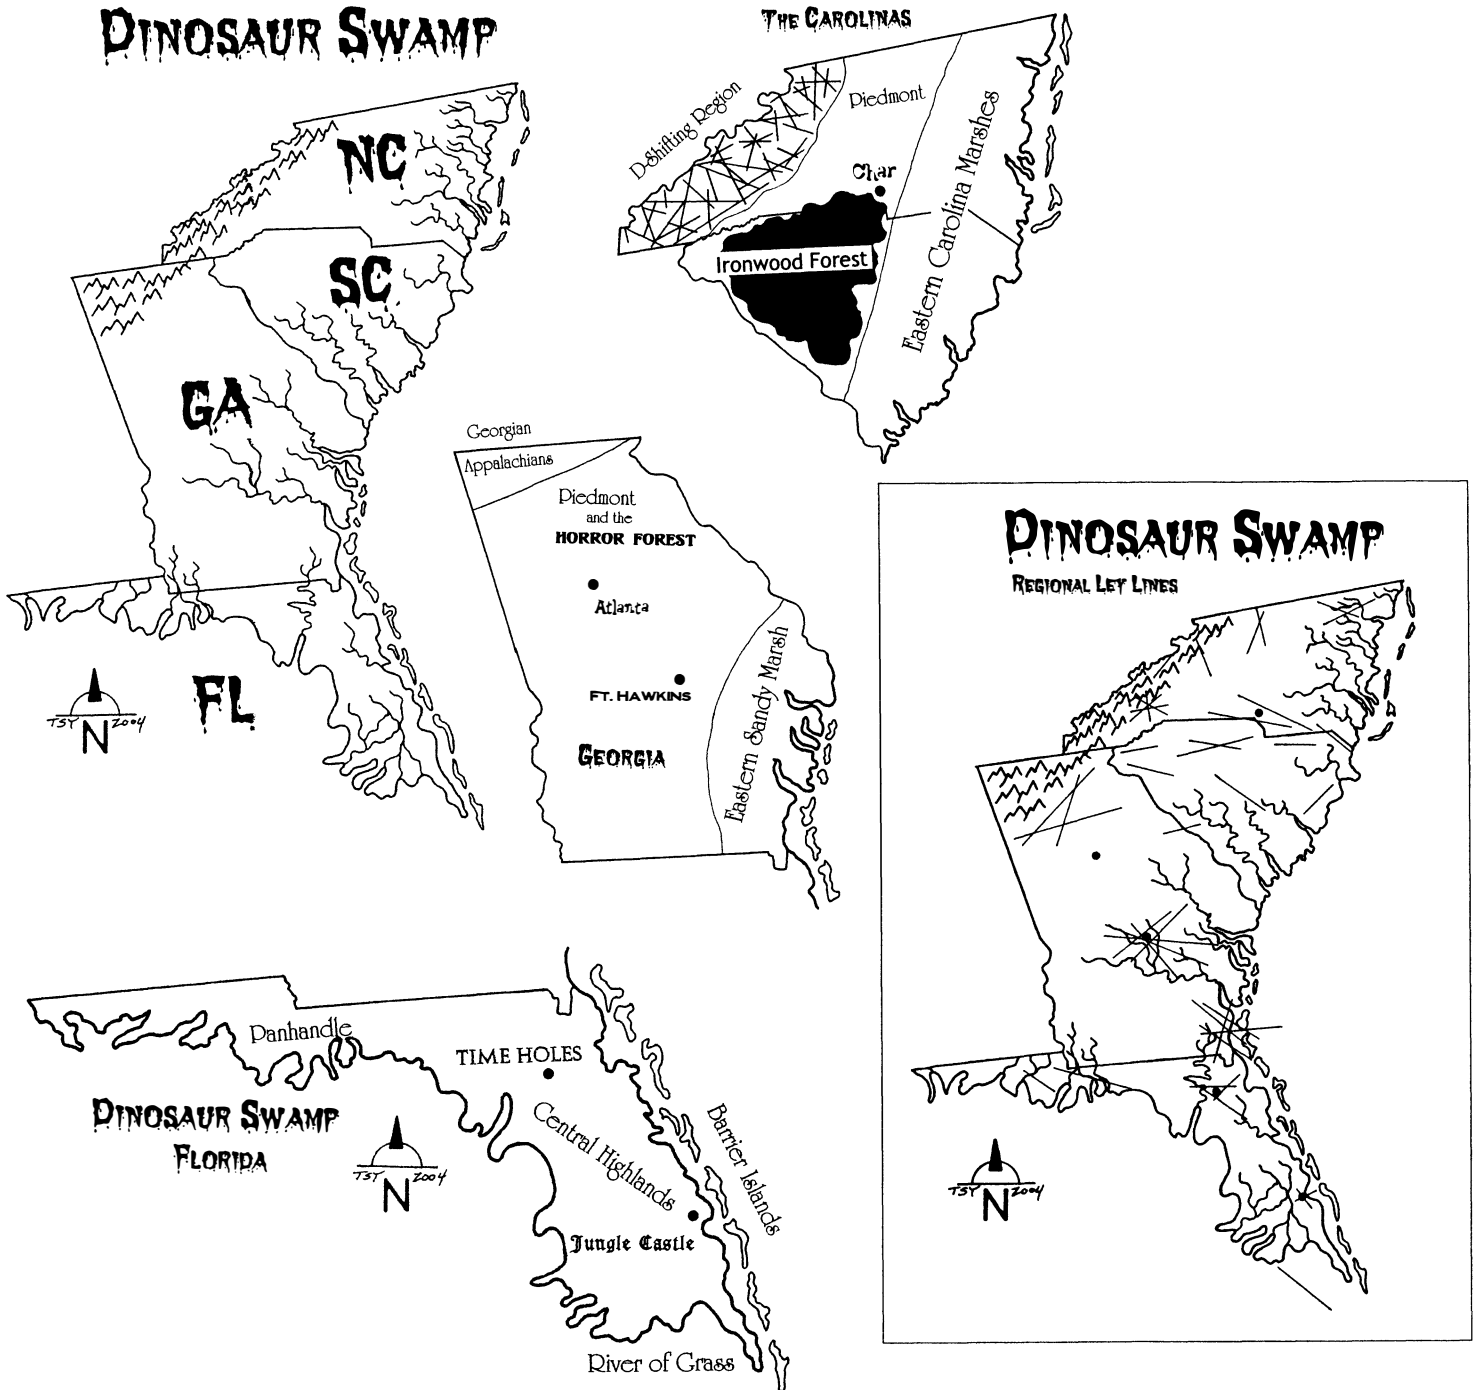 DINOSAUR SWAMP
NC
SC
GA
FL
TSY 2004
N
THE CAROLINAS
D-Shifting Region
Piedmont
Char
Ironwood Forest
Eastern Carolina Marshes
Georgian
Appalachians
Piedmont
and the
HORROR FOREST
Atlanta
FT. HAWKINS
GEORGIA
Eastern Sandy Marsh
DINOSAUR SWAMP
REGIONAL LEY LINES
TSY 2004
N
Panhandle
TIME HOLES
DINOSAUR SWAMP
FLORIDA
TSY 2004
N
Central Highlands
Barrier Islands
Jungle Castle
River of Grass